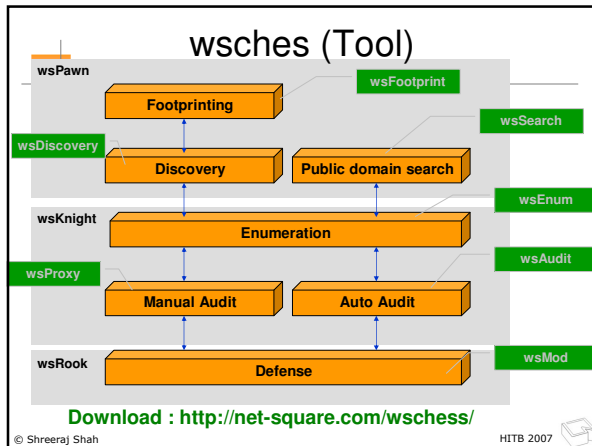 wsches (Tool)
wsPawn
wsFootprint
Footprinting
wsSearch
wsDiscovery
Discovery
Public domain search
wsEnum
wsKnight
Enumeration
wsAudit
wsProxy
Manual Audit
Auto Audit
wsRook
wsMod
Defense
Download : http://net-square.com/wschess/
© Shreeraj Shah
HITB 2007